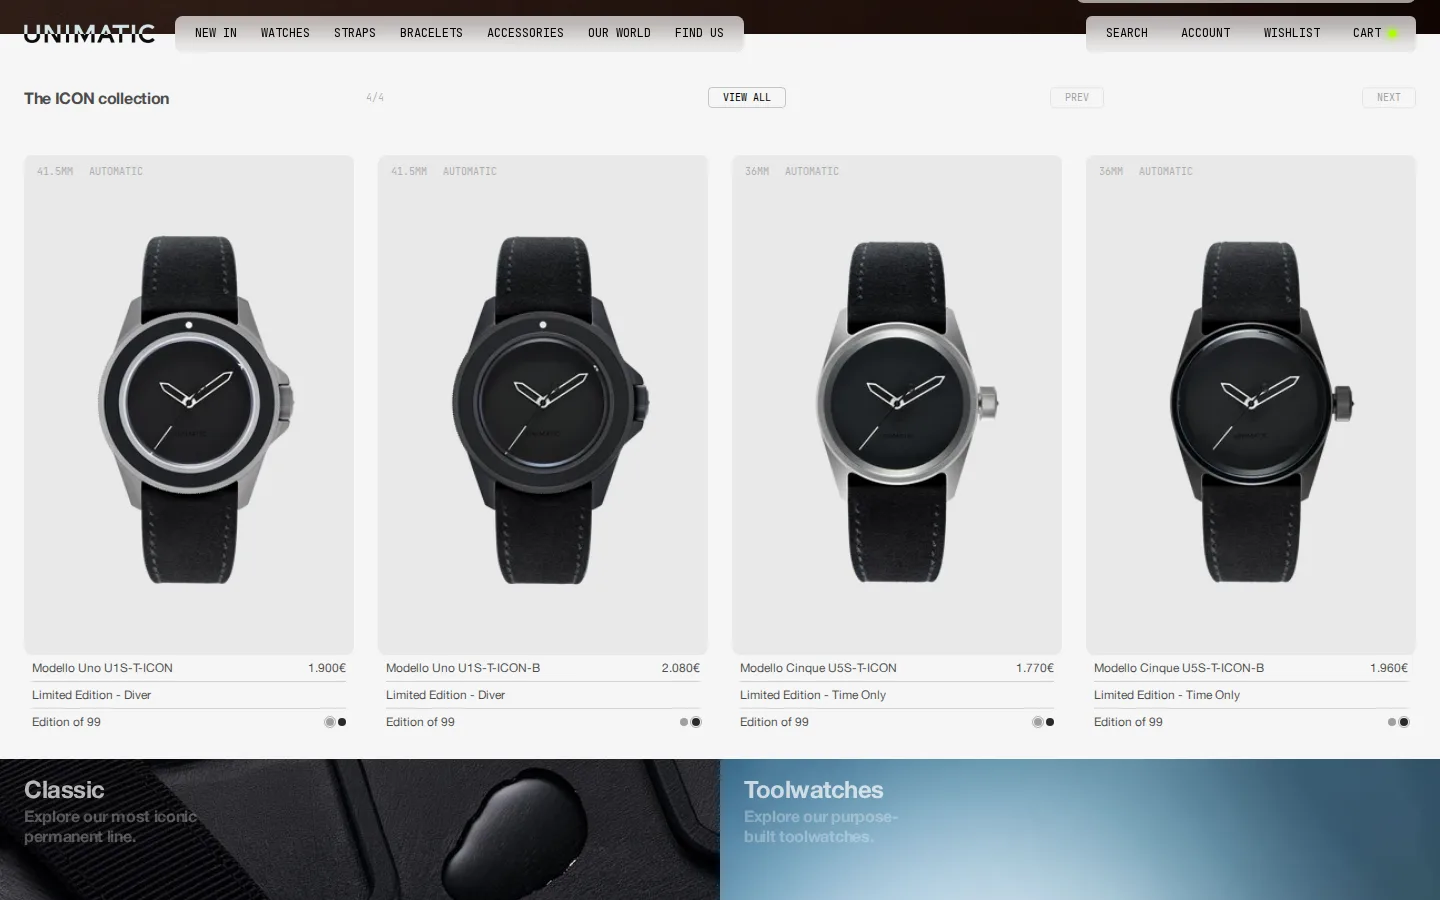 UNIMATIC
NEW IN WATCHES STRAPS BRACELETS ACCESSORIES OUR WORLD FIND US
SEARCH ACCOUNT WISHLIST CART
The ICON collection
4/4
VIEW ALL
PREV
NEXT
41.5MM AUTOMATIC
41.5MM AUTOMATIC
36MM AUTOMATIC
36MM AUTOMATIC
Modello Uno U1S-T-ICON 1.900€
Limited Edition - Diver
Edition of 99
Modello Uno U1S-T-ICON-B 2.080€
Limited Edition - Diver
Edition of 99
Modello Cinque U5S-T-ICON 1.770€
Limited Edition - Time Only
Edition of 99
Modello Cinque U5S-T-ICON-B 1.960€
Limited Edition - Time Only
Edition of 99
Classic
Explore our most iconic
permanent line.
Toolwatches
Explore our purpose-
built toolwatches.